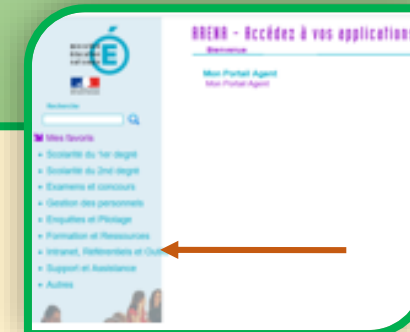 ARENA - Accédez à vos applications
Bienvenue
Mon Portail Agent
Mon Portail Agent
Recherche
Mes favoris
Scolarité du 1er degré
Scolarité du 2nd degré
Examens et concours
Gestion des personnels
Enquêtes et Pilotage
Formation et Ressources
Intranet, Référentiels et Out
Support et Assistance
Autres